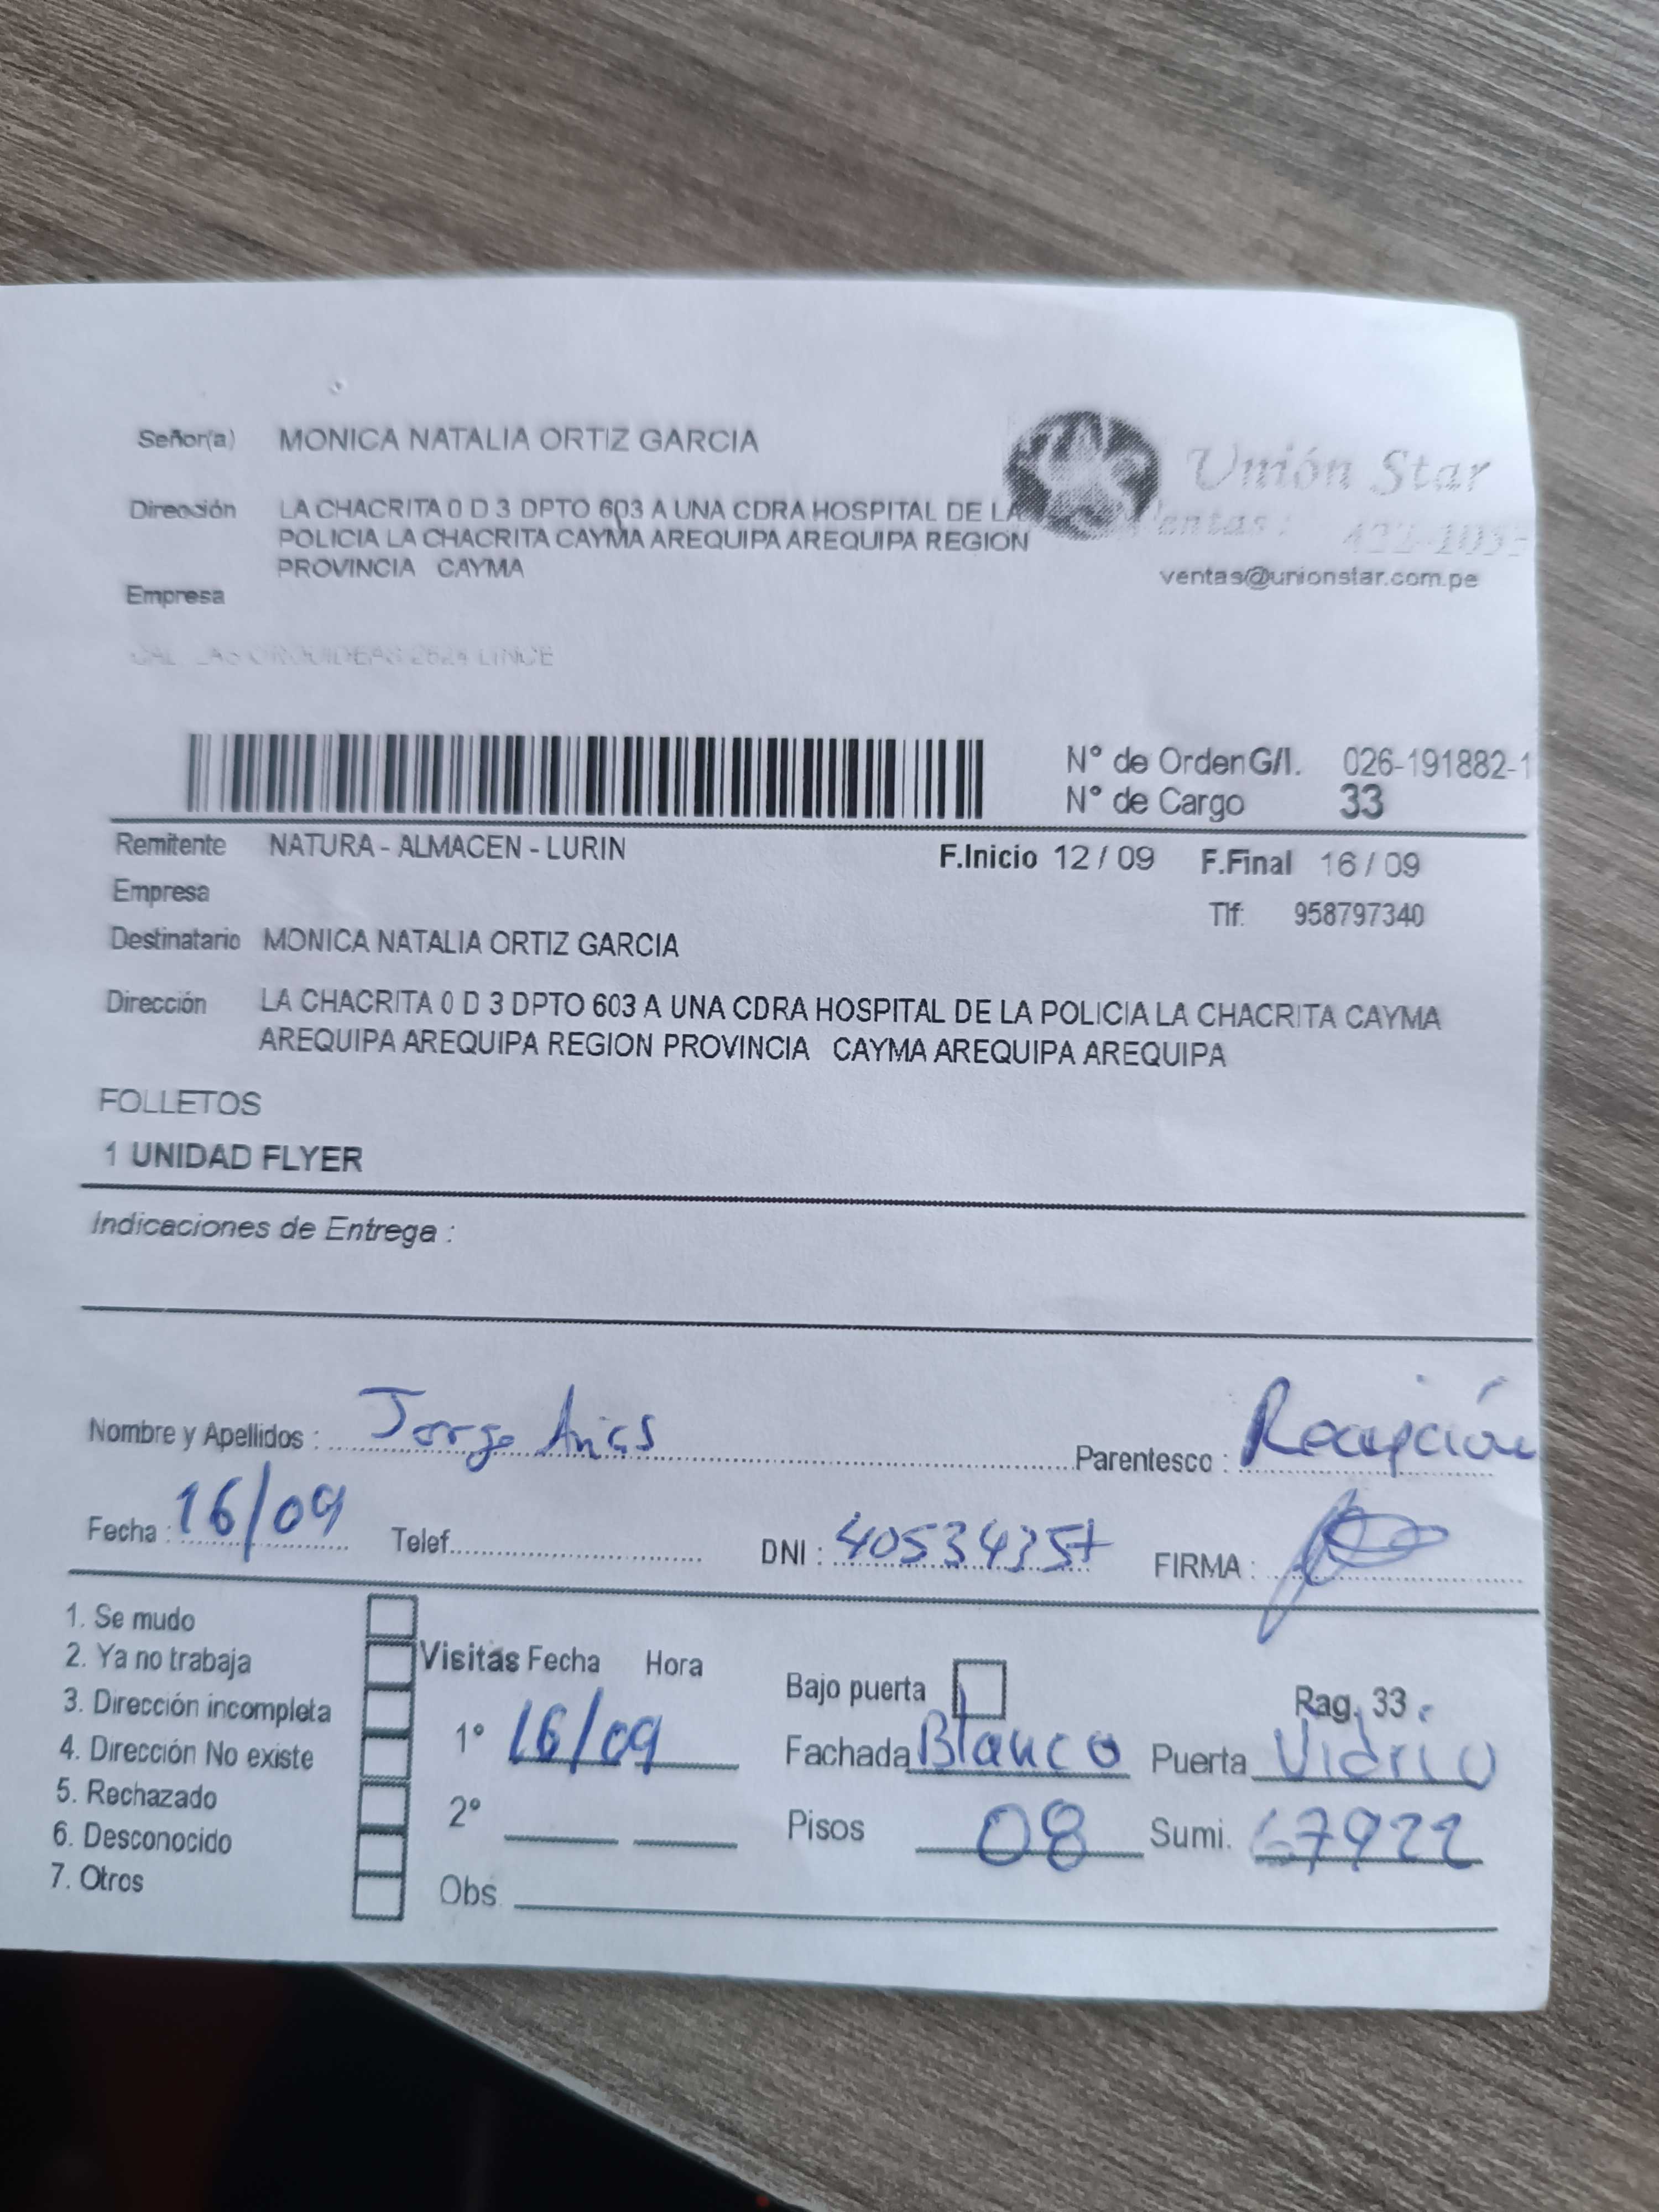 Señor(a) MONICA NATALIA ORTIZ GARCIA
Unión Star
Dirección LA CHACRITA 0 D 3 DPTO 603 A UNA CDRA HOSPITAL DE LA
POLICIA LA CHACRITA CAYMA AREQUIPA AREQUIPA REGION
PROVINCIA CAYMA
ventas@unionstar.com.pe
Empresa
LAS ORQUIDEAS 2624 LINCE
N° de Orden G/I. 026-191882-1
N° de Cargo 33
Remitente NATURA - ALMACEN - LURIN
F.Inicio 12 / 09 F.Final 16 / 09
Empresa
Tlf: 958797340
Destinatario MONICA NATALIA ORTIZ GARCIA
Dirección LA CHACRITA 0 D 3 DPTO 603 A UNA CDRA HOSPITAL DE LA POLICIA LA CHACRITA CAYMA
AREQUIPA AREQUIPA REGION PROVINCIA CAYMA AREQUIPA AREQUIPA
FOLLETOS
1 UNIDAD FLYER
Indicaciones de Entrega :
Nombre y Apellidos : Jorge Parentesco : Recepción
Fecha : 16/09 Telef. DNI : FIRMA :
1. Se mudo
2. Ya no trabaja
3. Dirección incompleta
4. Dirección No existe
5. Rechazado
6. Desconocido
7. Otros
Visitas Fecha Hora
1° 16/09
2°
Obs.
Bajo puerta Rag. 33
Fachada Blanco Puerta Vidrio
Pisos 08 Sumi. 67922